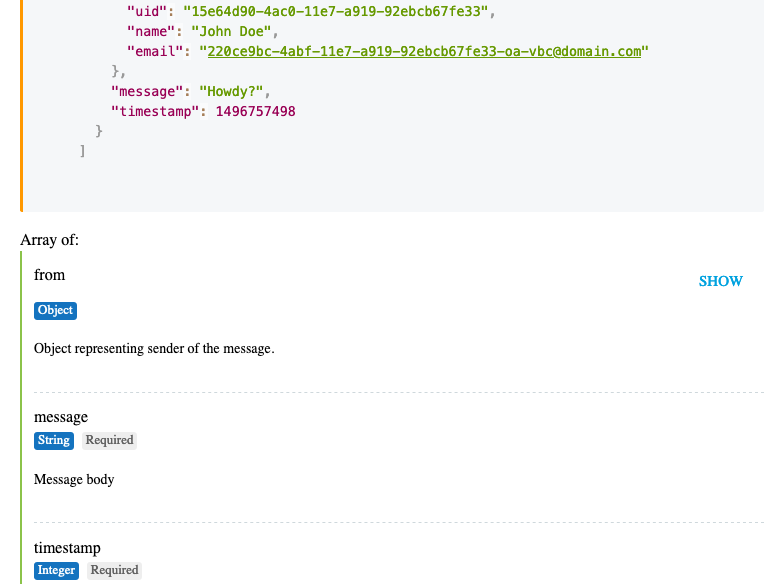 "uid": "15e64d90-4ac0-11e7-a919-92ebcb67fe33",
"name": "John Doe",
"email": "220ce9bc-4abf-11e7-a919-92ebcb67fe33-oa-vbc@domain.com"
},
"message": "Howdy?",
"timestamp": 1496757498
}
]
Array of:
from
SHOW
Object
Object representing sender of the message.
message
String Required
Message body
timestamp
Integer Required